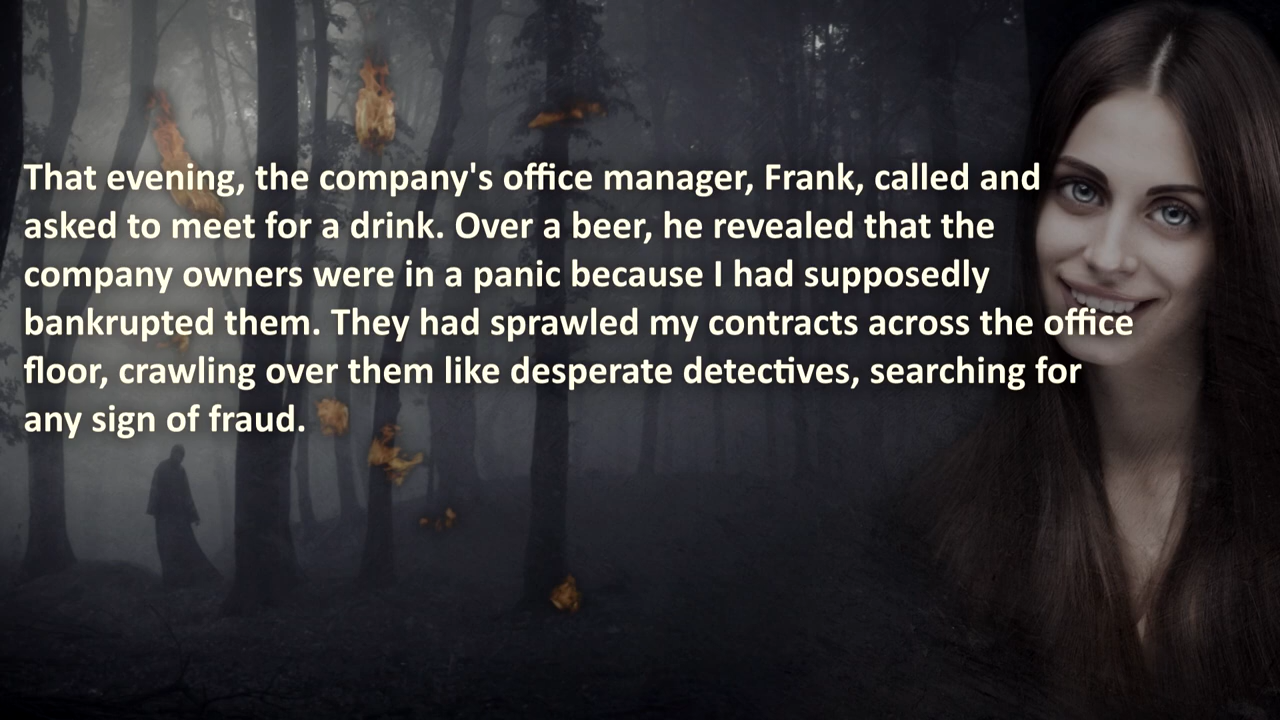 That evening, the company's office manager, Frank, called and
asked to meet for a drink. Over a beer, he revealed that the
company owners were in a panic because I had supposedly
bankrupted them. They had sprawled my contracts across the office
floor, crawling over them like desperate detectives, searching for
any sign of fraud.